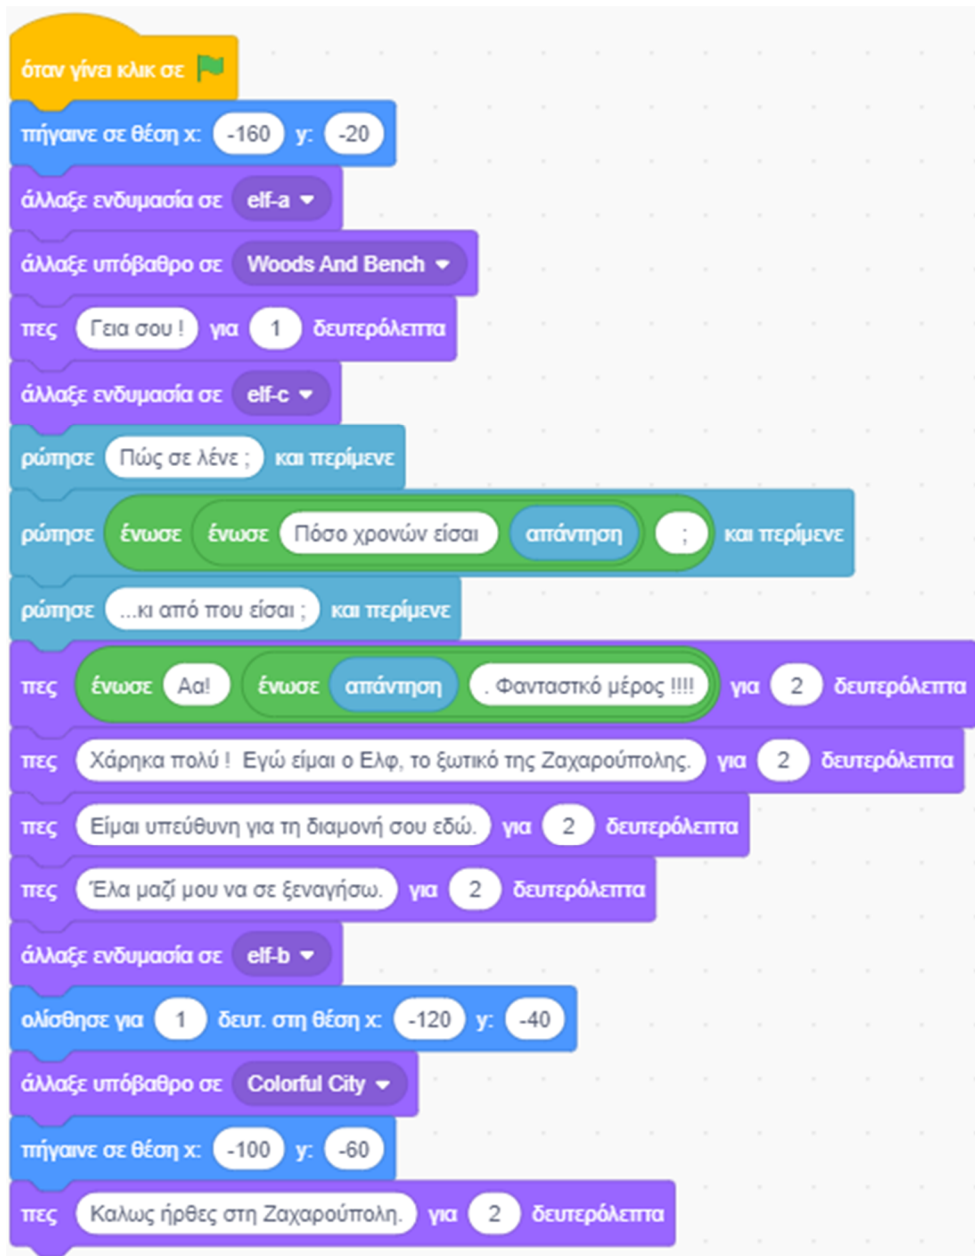 όταν γίνει κλικ σε
πήγαινε σε θέση x: -160 y: -20
άλλαξε ενδυμασία σε elf-a
άλλαξε υπόβαθρο σε Woods And Bench
πες Γεια σου ! για 1 δευτερόλεπτα
άλλαξε ενδυμασία σε elf-c
ρώτησε Πώς σε λένε ; και περίμενε
ρώτησε ένωσε ένωσε Πόσο χρονών είσαι απάντηση ; και περίμενε
ρώτησε ...κι από που είσαι ; και περίμενε
πες ένωσε Αα! ένωσε απάντηση . Φανταστκό μέρος !!!! για 2 δευτερόλεπτα
πες Χάρηκα πολύ ! Εγώ είμαι ο Ελφ, το ξωτικό της Ζαχαρούπολης. για 2 δευτερόλεπτα
πες Είμαι υπεύθυνη για τη διαμονή σου εδώ. για 2 δευτερόλεπτα
πες Έλα μαζί μου να σε ξεναγήσω. για 2 δευτερόλεπτα
άλλαξε ενδυμασία σε elf-b
ολίσθησε για 1 δευτ. στη θέση x: -120 y: -40
άλλαξε υπόβαθρο σε Colorful City
πήγαινε σε θέση x: -100 y: -60
πες Καλως ήρθες στη Ζαχαρούπολη. για 2 δευτερόλεπτα